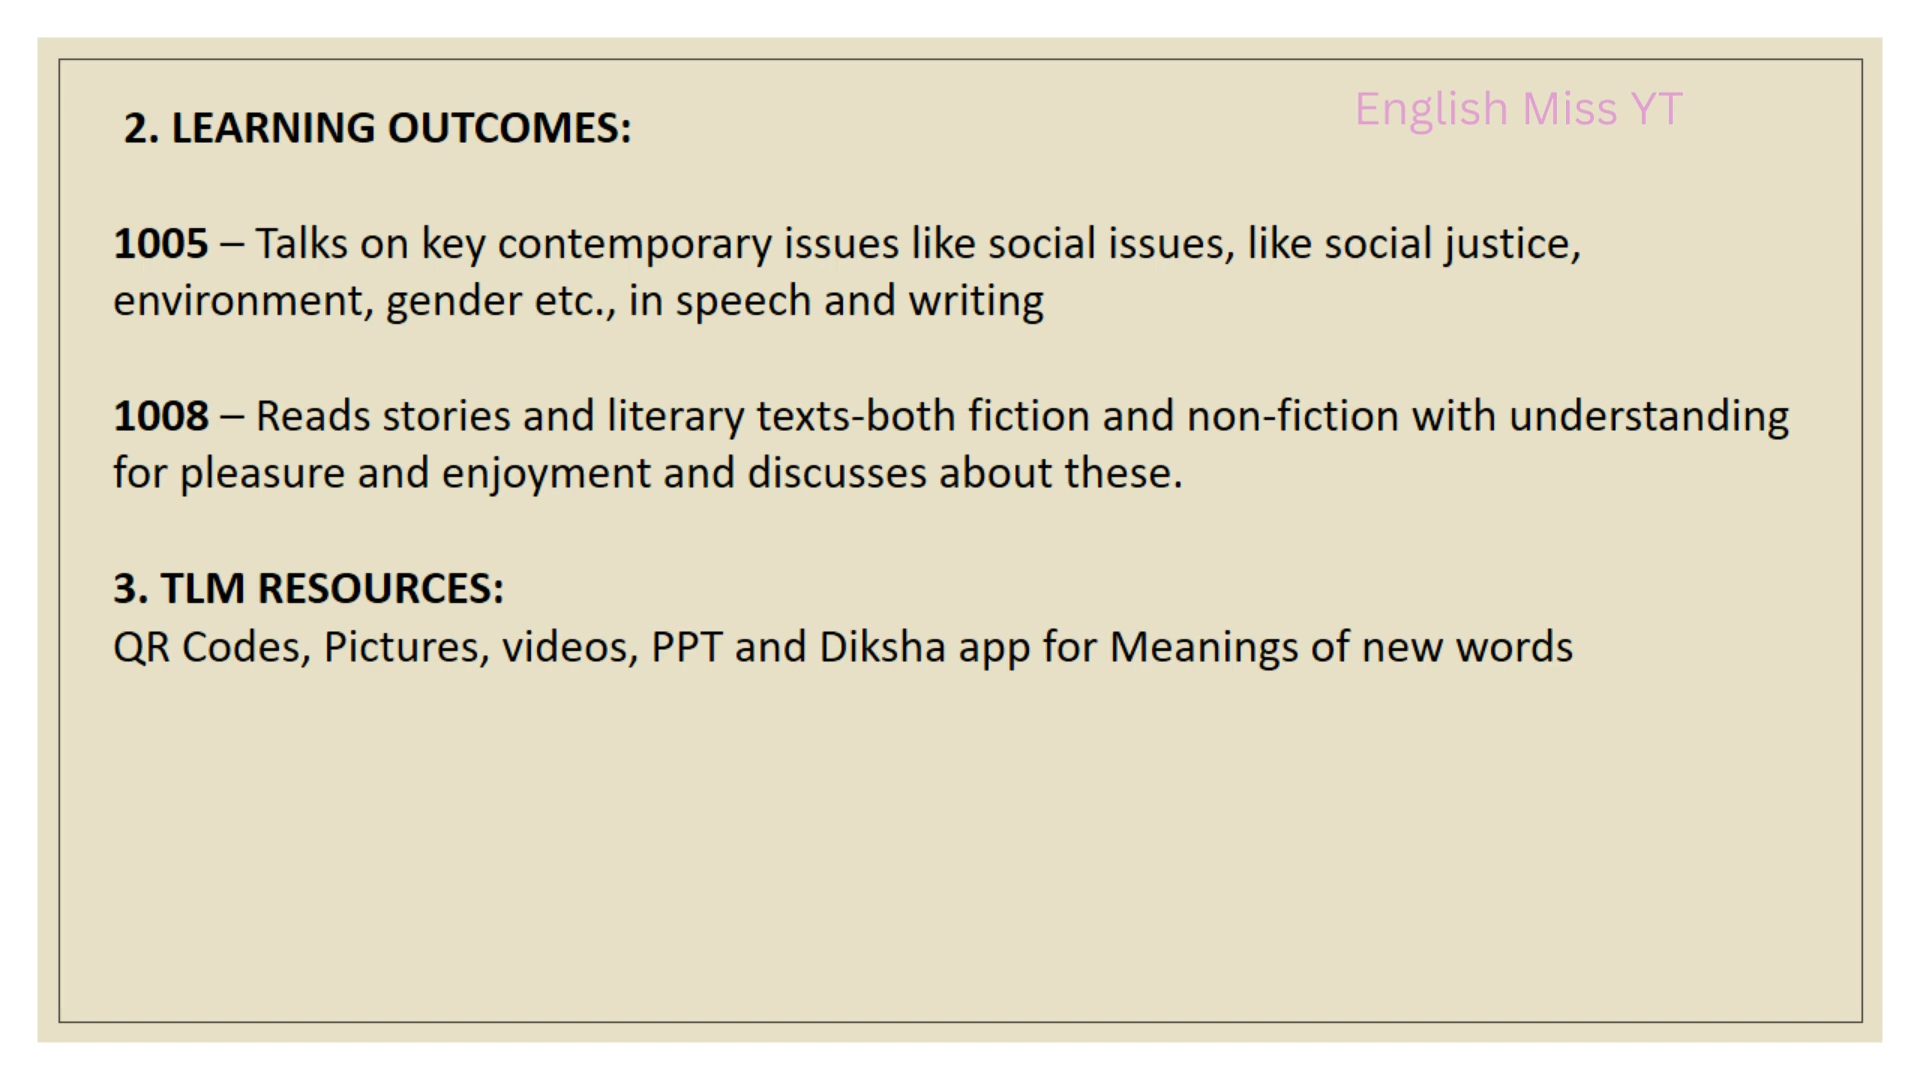 English Miss YT
2. LEARNING OUTCOMES:
1005 – Talks on key contemporary issues like social issues, like social justice,
environment, gender etc., in speech and writing
1008 – Reads stories and literary texts-both fiction and non-fiction with understanding
for pleasure and enjoyment and discusses about these.
3. TLM RESOURCES:
QR Codes, Pictures, videos, PPT and Diksha app for Meanings of new words